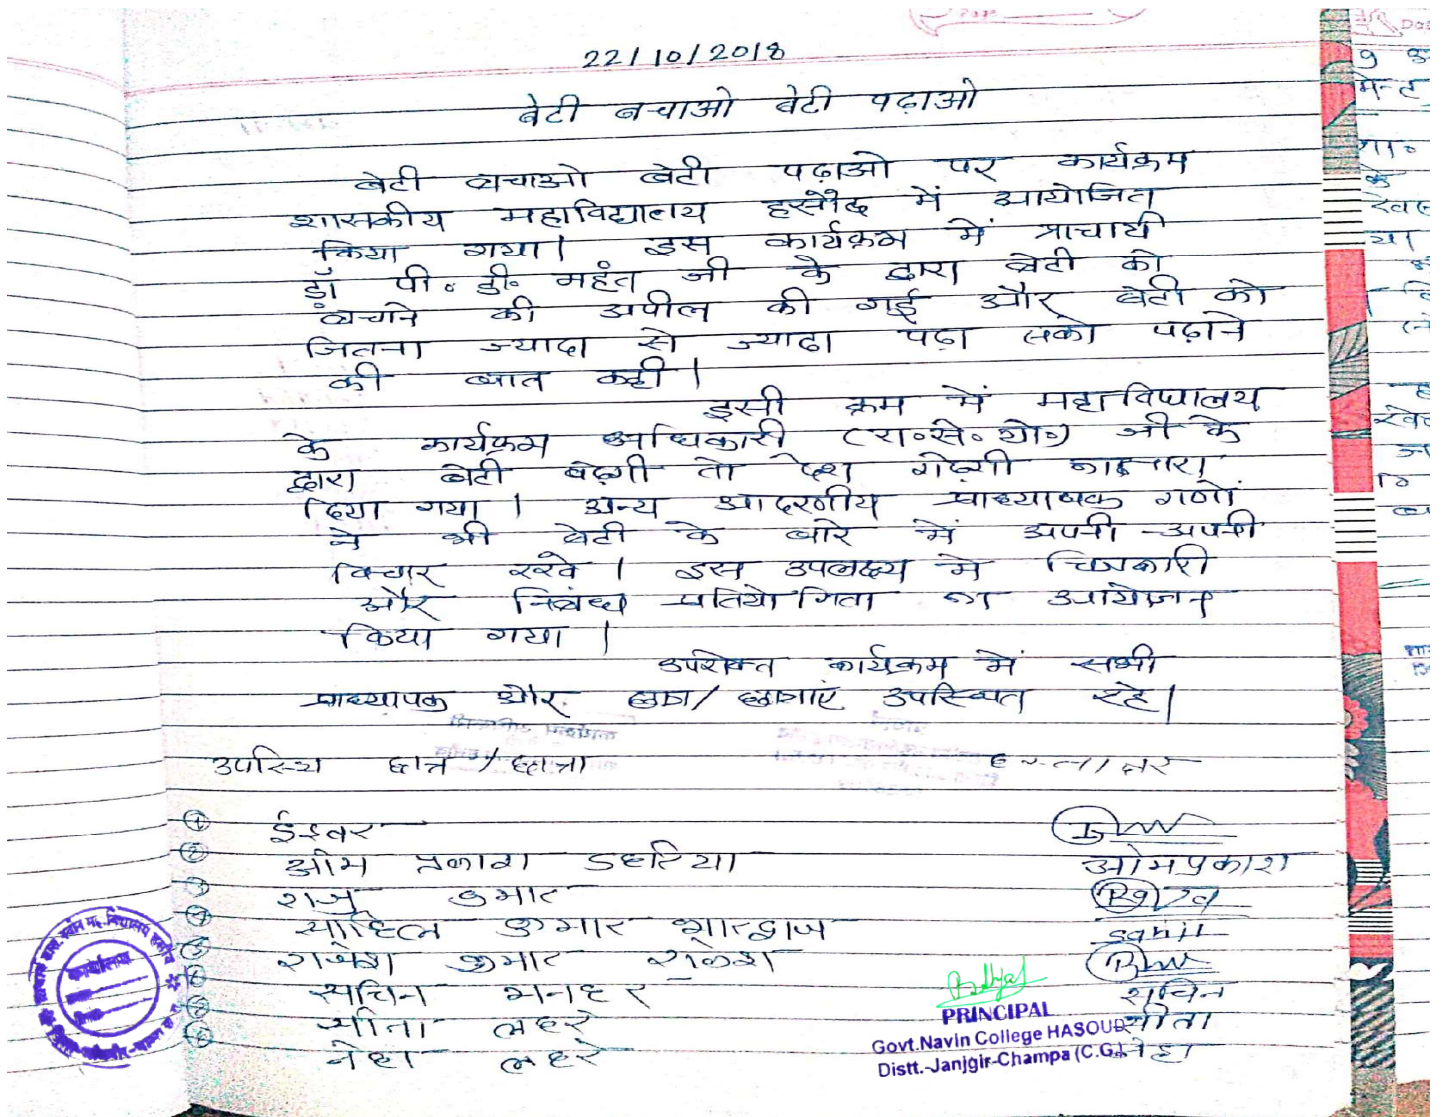 22/10/2018
बेटी बचाओ बेटी पढ़ाओ
बेटी बचाओ बेटी पढ़ाओ पर कार्यक्रम
शासकीय महाविद्यालय हसौद में आयोजित
किया गया। इस कार्यक्रम में प्राचार्य
डॉ पी. डी. महंत जी के द्वारा बेटी को
बचाने की अपील की गई और बेटी को
जितना ज्यादा से ज्यादा पढ़ा सको पढ़ाने
की बात कही।
इसी क्रम में महाविद्यालय
के कार्यक्रम अधिकारी (रा.से.यो.) जी के
द्वारा बेटी बढ़ेगी तो देश
दिया गया। अन्य आदरणीय प्राध्यापक गणों
ने भी बेटी के बारे में अपनी-अपनी
विचार रखे। इस उपलक्ष्य में चित्रकारी
और निबंध प्रतियोगिता का आयोजन
किया गया।
उपरोक्त कार्यक्रम में सभी
प्राध्यापक और छात्र/छात्राएं उपस्थित रहे।
उपस्थि छात्र/छात्रा हस्ताक्षर
① ईश्वर
② ओम प्रकाश डहरिया ओमप्रकाश
राजु कुमार
साहिल कुमार भारद्वाज sahil
राजेश कुमार
सचिन मनहर सचिन
गीता लहरे गीता
नेहा लहरे नेहा
कार्यालय
PRINCIPAL
Govt.Navin College HASOUD
Distt.-Janjgir-Champa (C.G.)